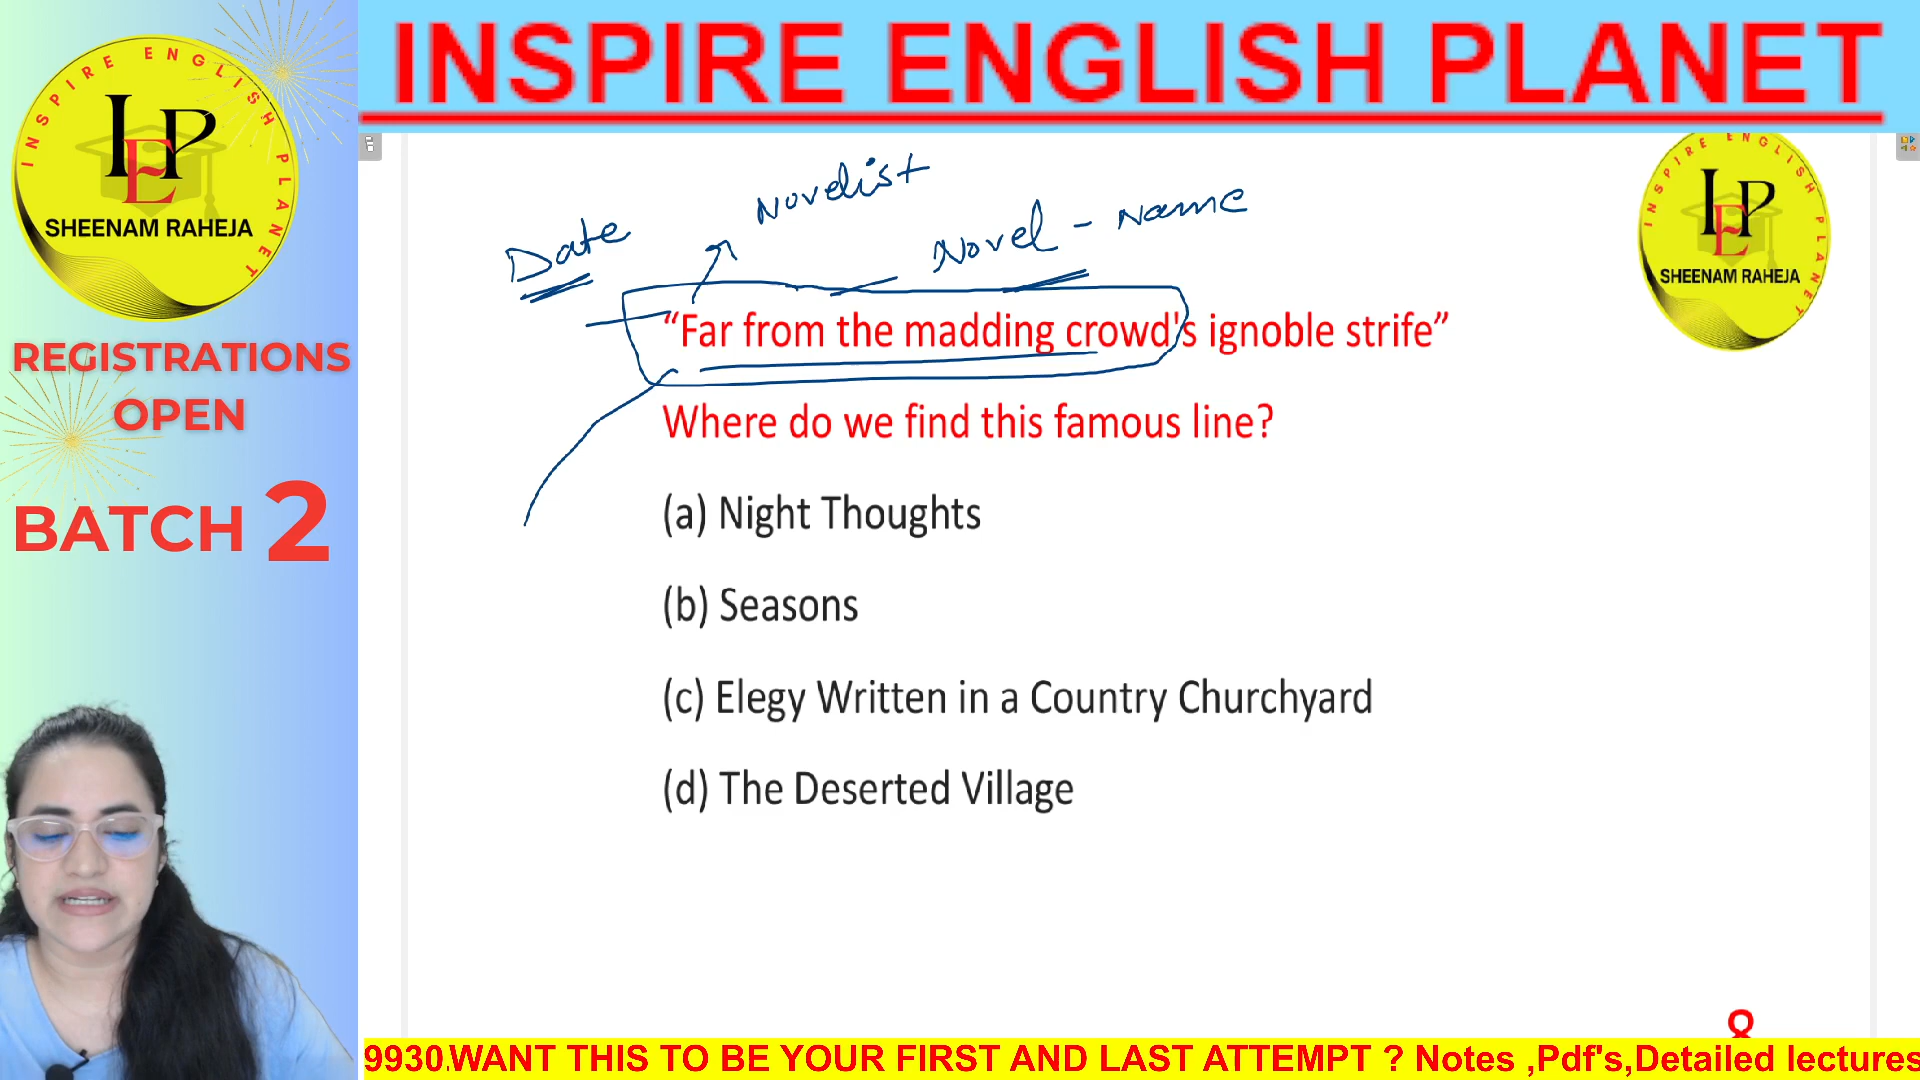 INSPIRE ENGLISH PLANET
INSPIRE ENGLISH PLANET
IEP
SHEENAM RAHEJA
REGISTRATIONS
OPEN
BATCH 2
INSPIRE ENGLISH PLANET
IEP
SHEENAM RAHEJA
Novelist
Date
Novel - Name
“Far from the madding crowd's ignoble strife”
Where do we find this famous line?
(a) Night Thoughts
(b) Seasons
(c) Elegy Written in a Country Churchyard
(d) The Deserted Village
8
9930.WANT THIS TO BE YOUR FIRST AND LAST ATTEMPT ? Notes ,Pdf's,Detailed lectures